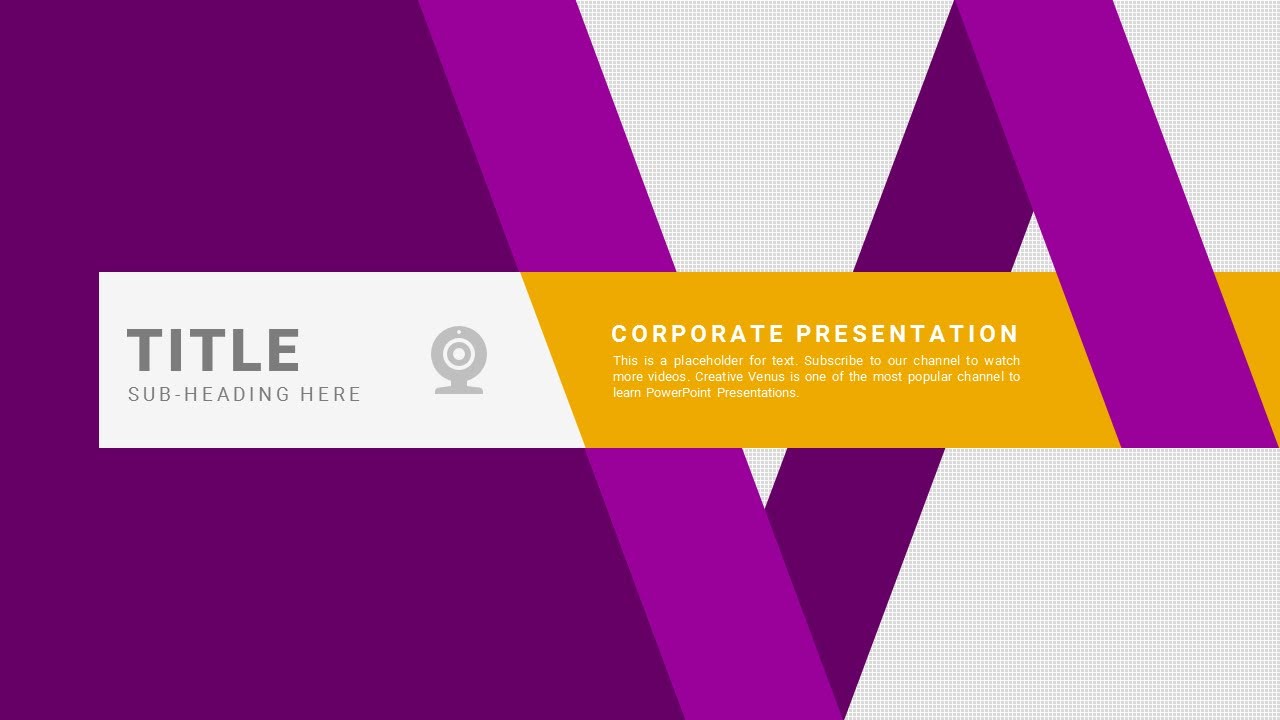 TITLE
SUB-HEADING HERE
CORPORATE PRESENTATION
This is a placeholder for text. Subscribe to our channel to watch
more videos. Creative Venus is one of the most popular channel to
learn PowerPoint Presentations.